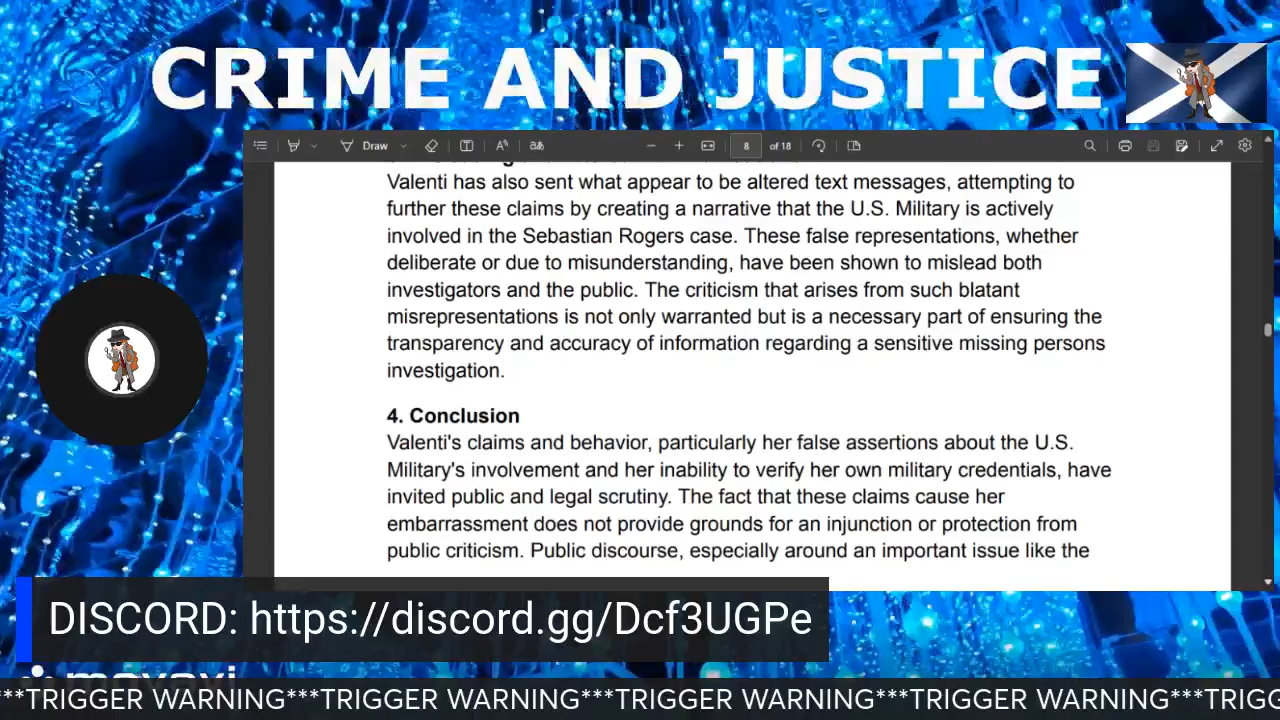 CRIME AND JUSTICE
Draw
8 of 18
Valenti has also sent what appear to be altered text messages, attempting to
further these claims by creating a narrative that the U.S. Military is actively
involved in the Sebastian Rogers case. These false representations, whether
deliberate or due to misunderstanding, have been shown to mislead both
investigators and the public. The criticism that arises from such blatant
misrepresentations is not only warranted but is a necessary part of ensuring the
transparency and accuracy of information regarding a sensitive missing persons
investigation.
4. Conclusion
Valenti's claims and behavior, particularly her false assertions about the U.S.
Military's involvement and her inability to verify her own military credentials, have
invited public and legal scrutiny. The fact that these claims cause her
embarrassment does not provide grounds for an injunction or protection from
public criticism. Public discourse, especially around an important issue like the
DISCORD: https://discord.gg/Dcf3UGPe
***TRIGGER WARNING***TRIGGER WARNING***TRIGGER WARNING***TRIGGER WARNING***TRIGG